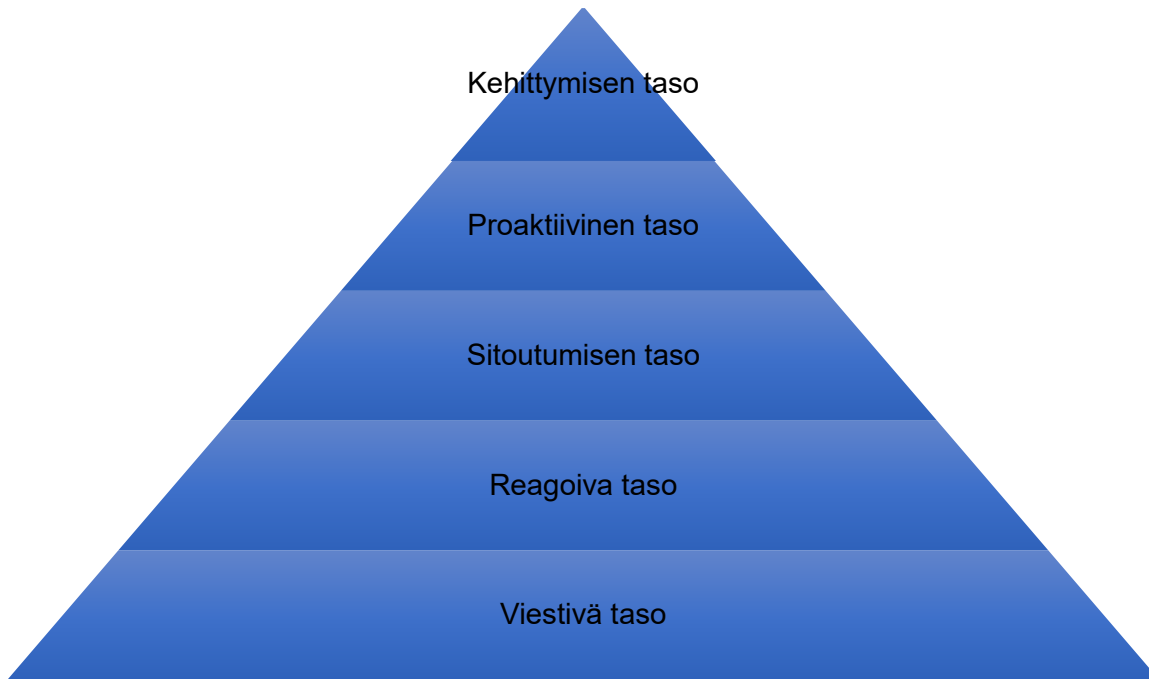 Kehittymisen taso
Proaktiivinen taso
Sitoutumisen taso
Reagoiva taso
Viestivä taso